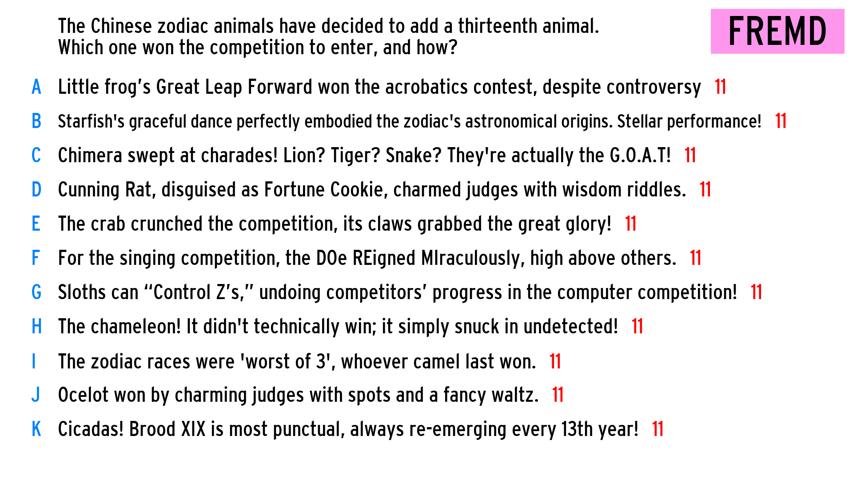 The Chinese zodiac animals have decided to add a thirteenth animal.
Which one won the competition to enter, and how?
FREMD
A Little frog’s Great Leap Forward won the acrobatics contest, despite controversy 11
B Starfish's graceful dance perfectly embodied the zodiac's astronomical origins. Stellar performance! 11
C Chimera swept at charades! Lion? Tiger? Snake? They're actually the G.O.A.T! 11
D Cunning Rat, disguised as Fortune Cookie, charmed judges with wisdom riddles. 11
E The crab crunched the competition, its claws grabbed the great glory! 11
F For the singing competition, the DOe REigned MIraculously, high above others. 11
G Sloths can “Control Z’s,” undoing competitors’ progress in the computer competition! 11
H The chameleon! It didn't technically win; it simply snuck in undetected! 11
I The zodiac races were 'worst of 3', whoever camel last won. 11
J Ocelot won by charming judges with spots and a fancy waltz. 11
K Cicadas! Brood XIX is most punctual, always re-emerging every 13th year! 11